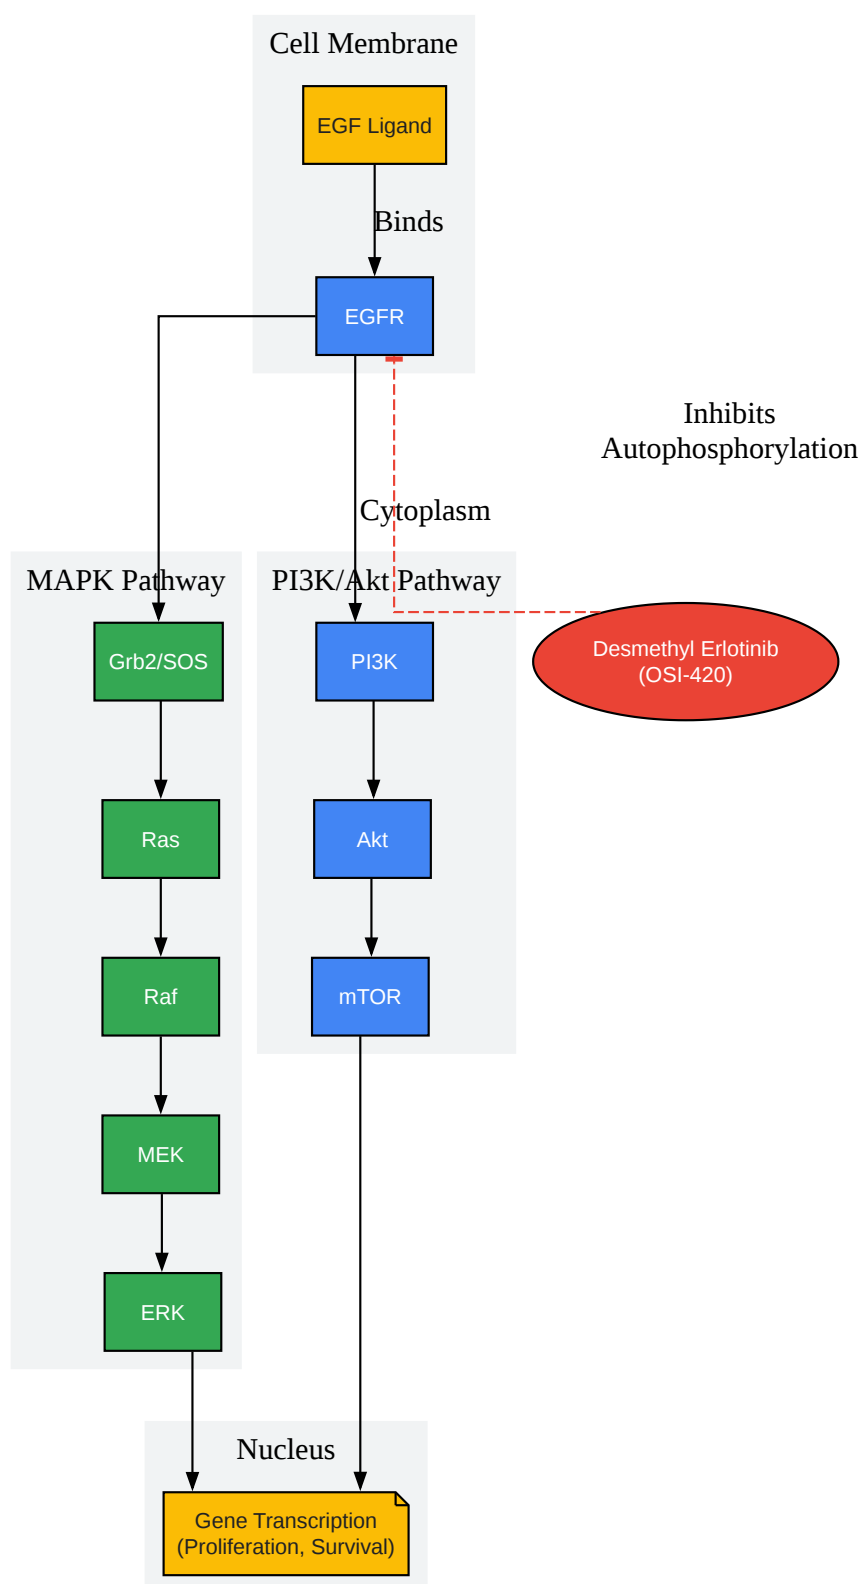 Cell Membrane
EGF Ligand
Binds
EGFR
Inhibits
Autophosphorylation
Cytoplasm
MAPK Pathway
PI3K/Akt Pathway
Grb2/SOS
PI3K
Desmethyl Erlotinib
(OSI-420)
Ras
Akt
Raf
mTOR
MEK
ERK
Nucleus
Gene Transcription
(Proliferation, Survival)